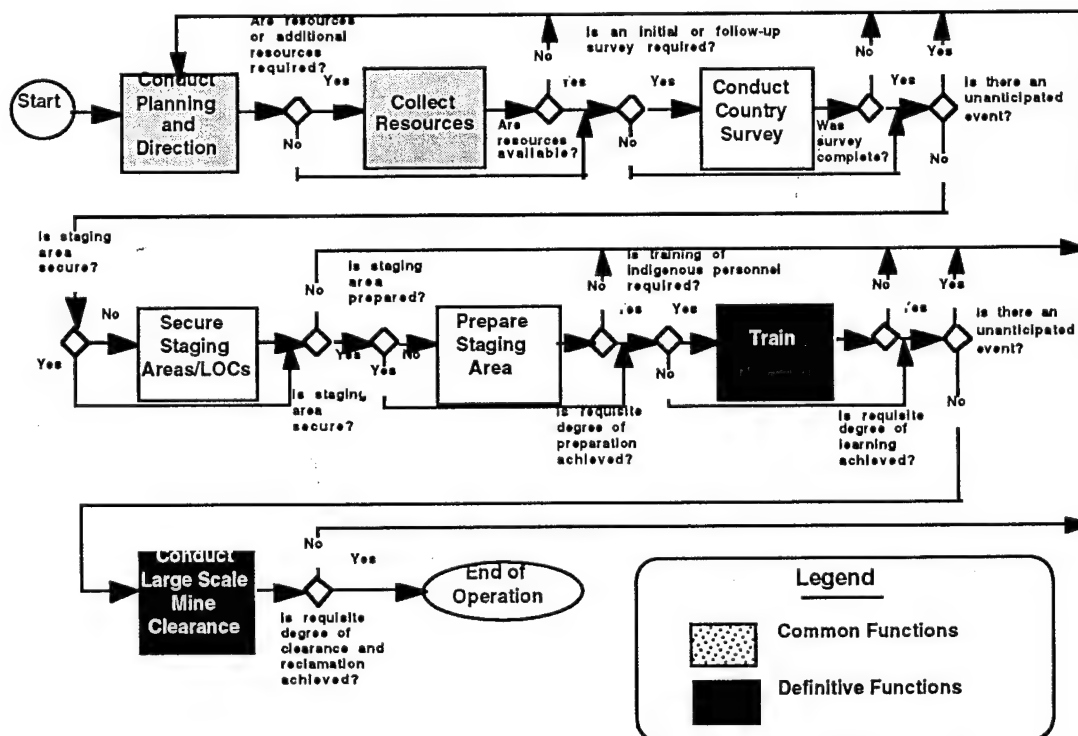 Are resources
or additional
resources
required?
Is an initial or follow-up
survey required?
No
No
Yes
Start
Conduct
Planning
and
Direction
Yes
No
Collect
Resources
Yes
Are
resources
available?
Yes
No
Conduct
Country
Survey
Yes
Was
survey
complete?
Is there an
unanticipated
event?
No
Is staging
area
secure?
No
Yes
Secure
Staging
Areas/LOCs
No
Is staging
area
secure?
Is staging
area
prepared?
Yes
Yes
No
Prepare
Staging
Area
No
Yes
Is requisite
degree of
preparation
achieved?
Is training of
indigenous personnel
required?
Yes
No
Train
No
Yes
Is requisite
degree of
learning
achieved?
Yes
Is there an
unanticipated
event?
No
Conduct
Large Scale
Mine
Clearance
No
Yes
Is requisite
degree of
clearance and
reclamation
achieved?
End of
Operation
Legend
Common Functions
Definitive Functions